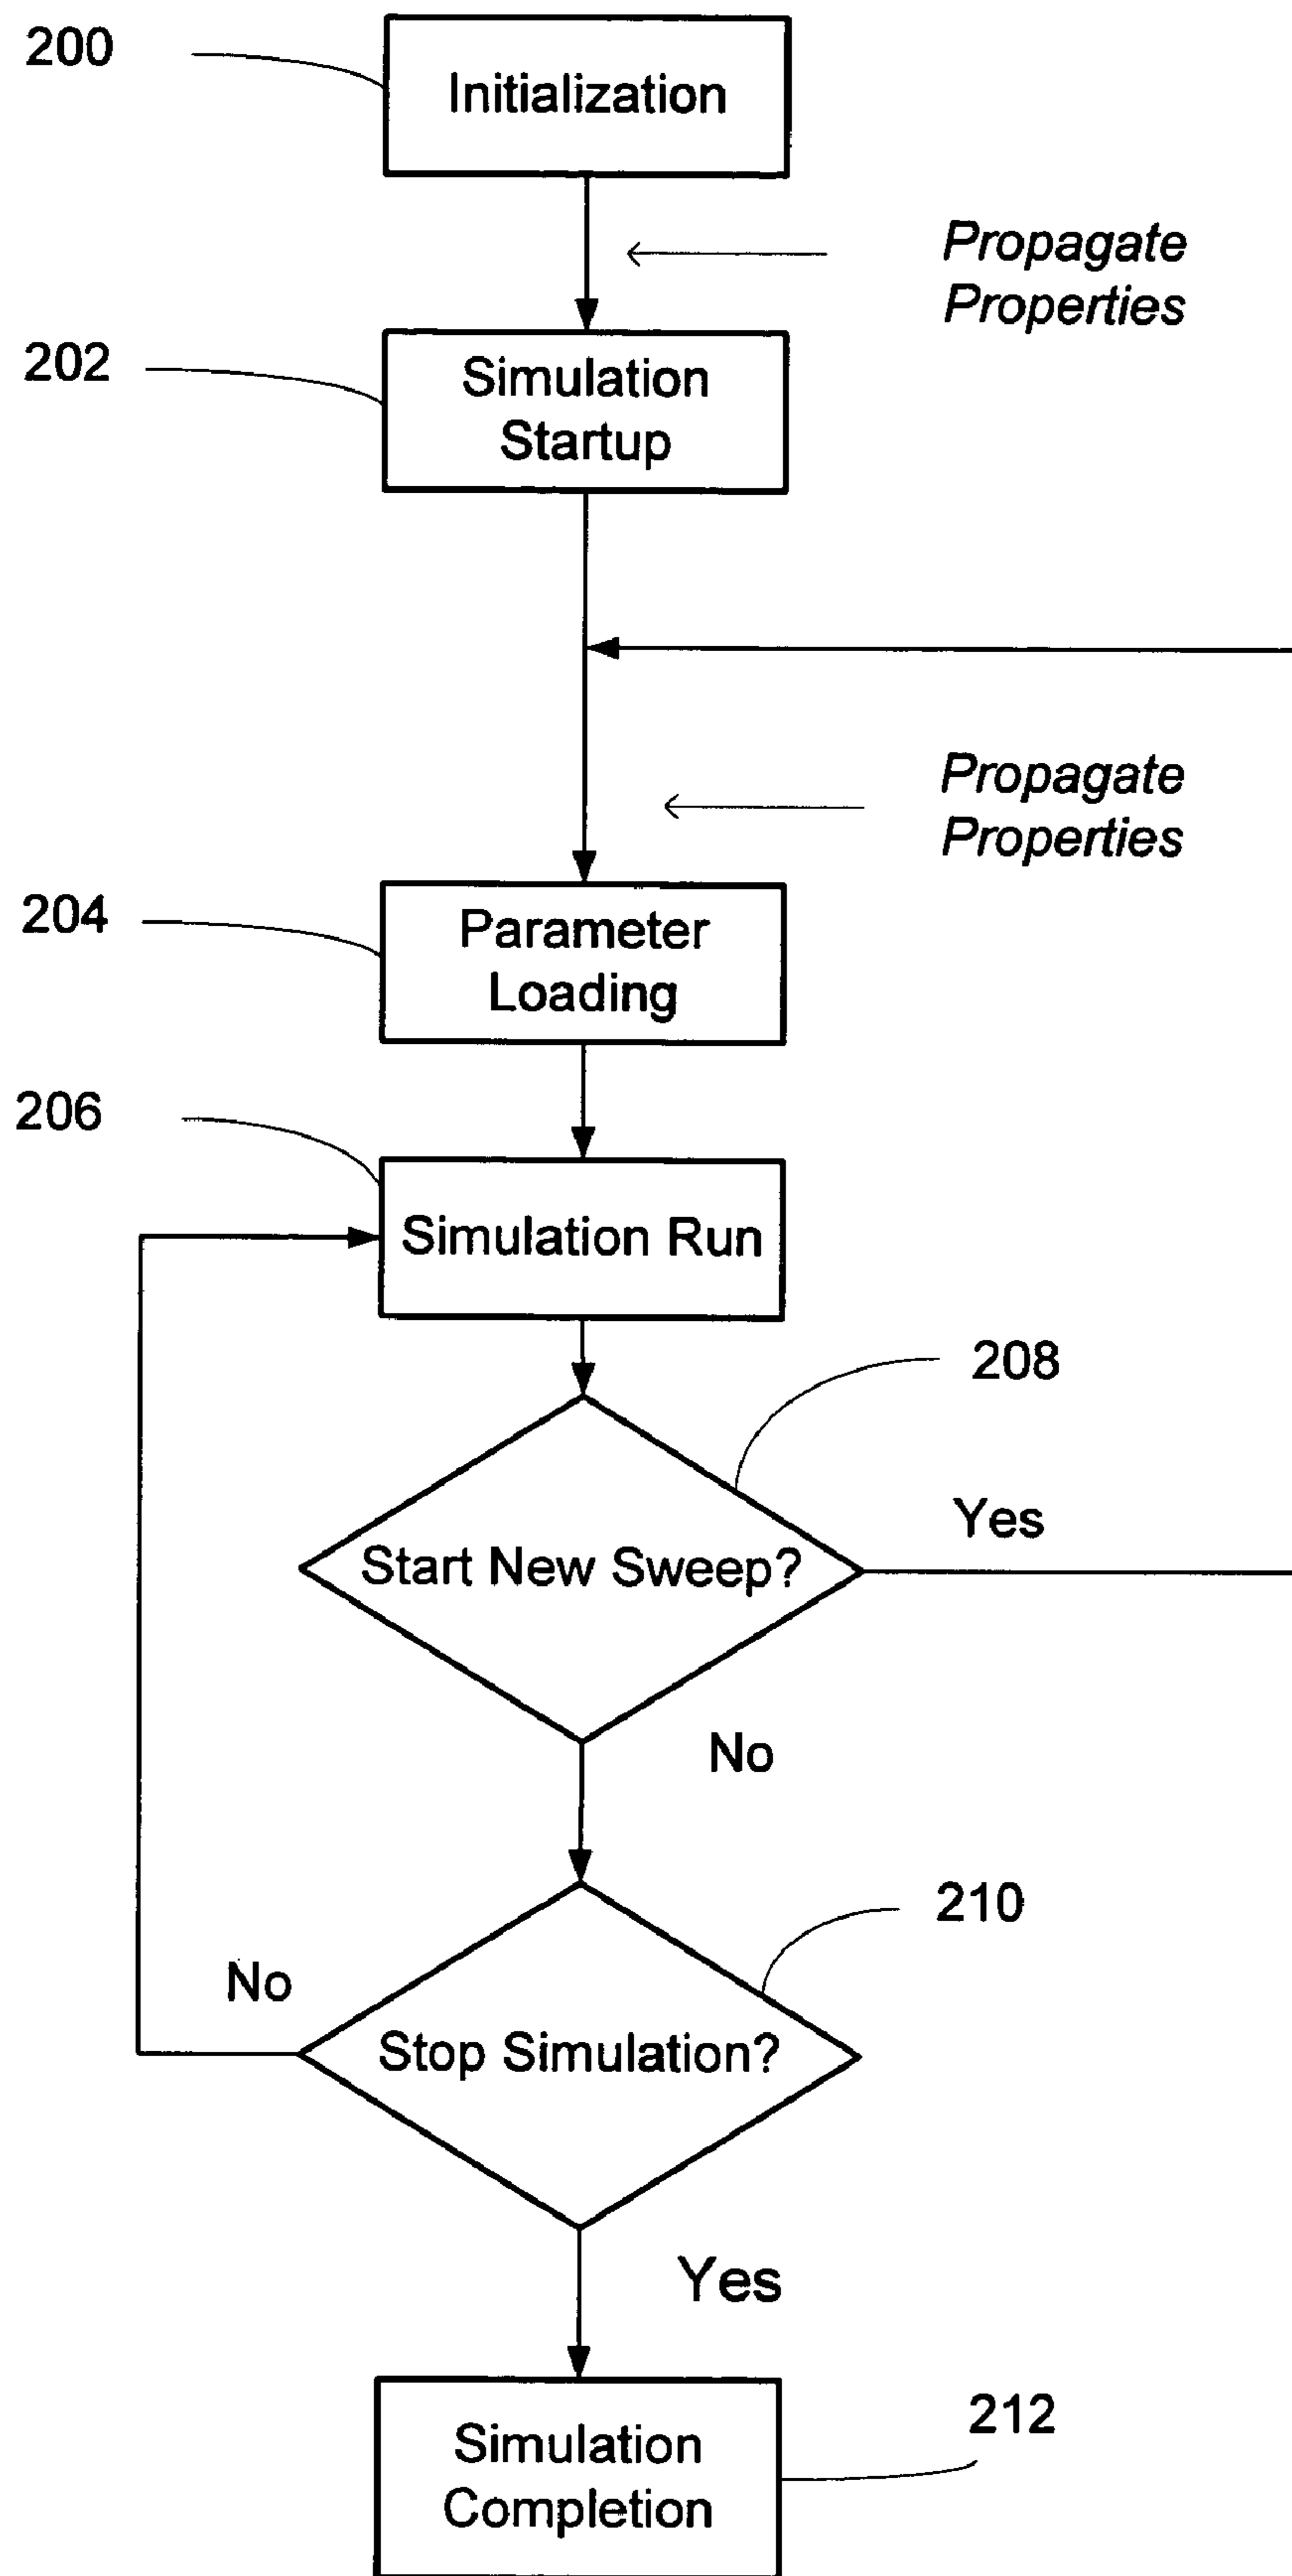 200
Initialization
Propagate
Properties
202
Simulation
Startup
Propagate
Properties
204
Parameter
Loading
206
Simulation Run
208
Start New Sweep?
Yes
No
210
Stop Simulation?
No
Yes
212
Simulation
Completion